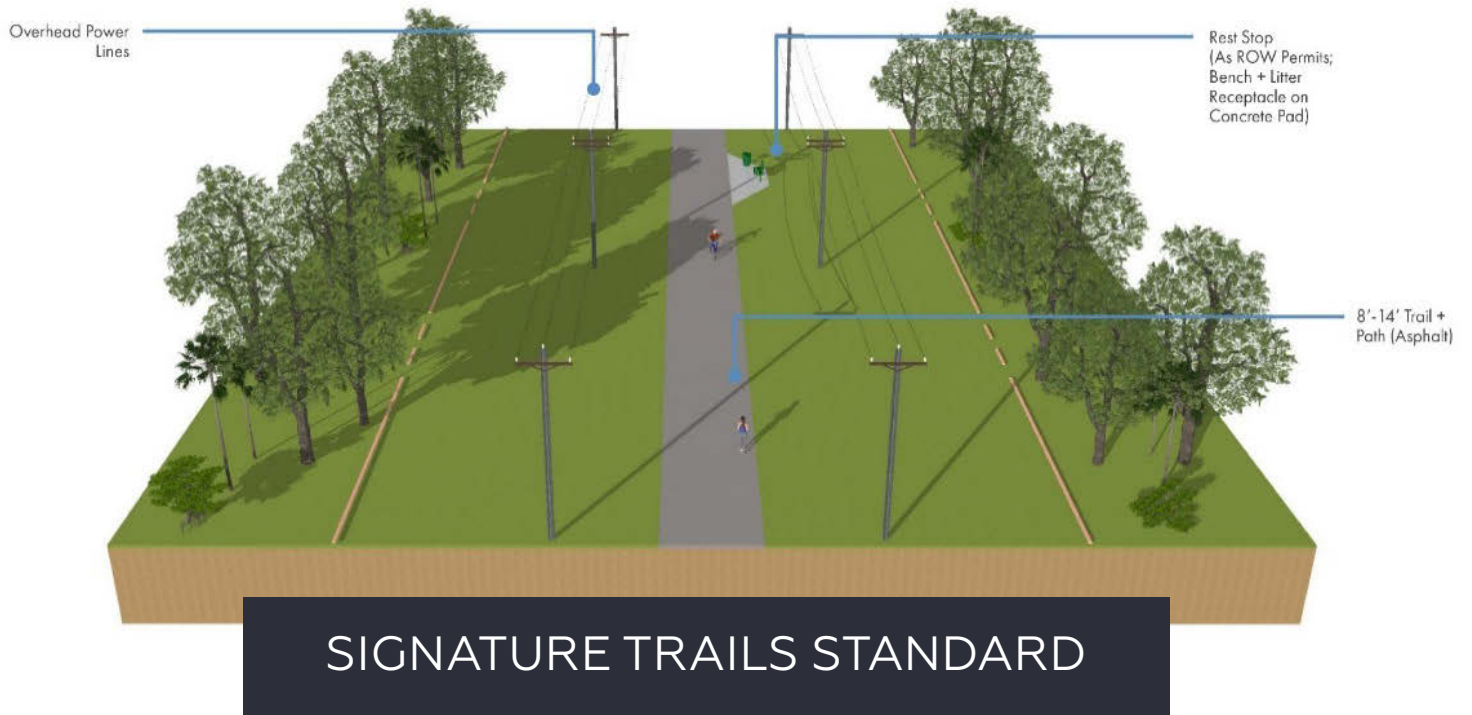 Overhead Power
Lines
Rest Stop
(As ROW Permits;
Bench + Litter
Receptacle on
Concrete Pad)
8'-14' Trail +
Path (Asphalt)
SIGNATURE TRAILS STANDARD